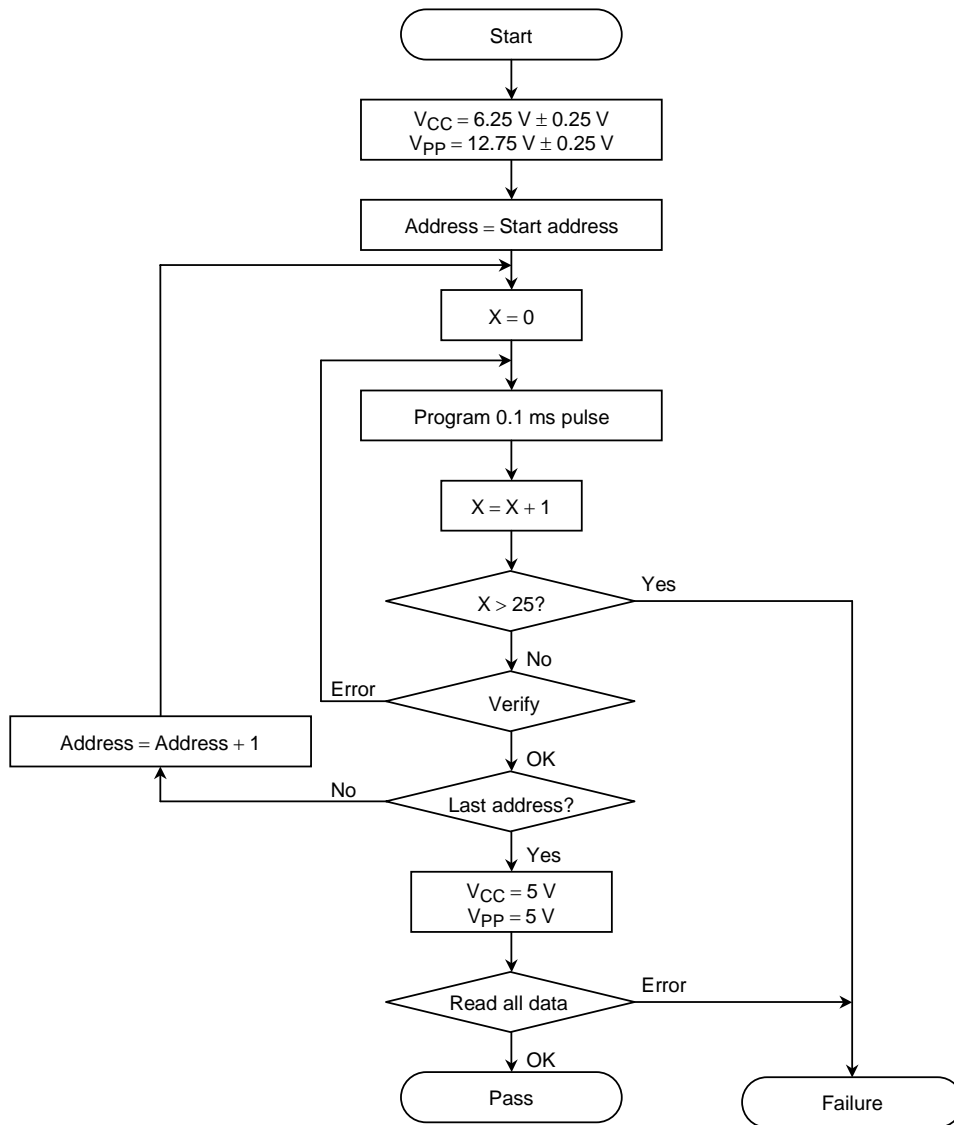 Start
VCC = 6.25 V ± 0.25 V
VPP = 12.75 V ± 0.25 V
Address = Start address
X = 0
Program 0.1 ms pulse
X = X + 1
X > 25?
Yes
No
Verify
Error
Address = Address + 1
OK
Last address?
No
Yes
VCC = 5 V
VPP = 5 V
Read all data
Error
OK
Pass
Failure